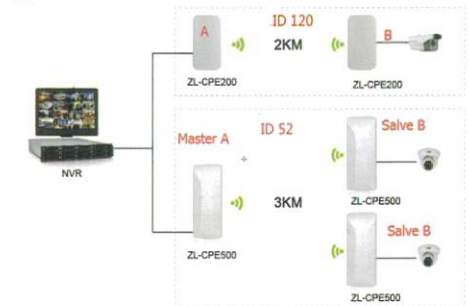 ID 120
A
2KM
B
ZL-CPE200
ZL-CPE200
Master A
ID 52
Salve B
NVR
ZL-CPE500
3KM
Salve B
ZL-CPE500
ZL-CPE500